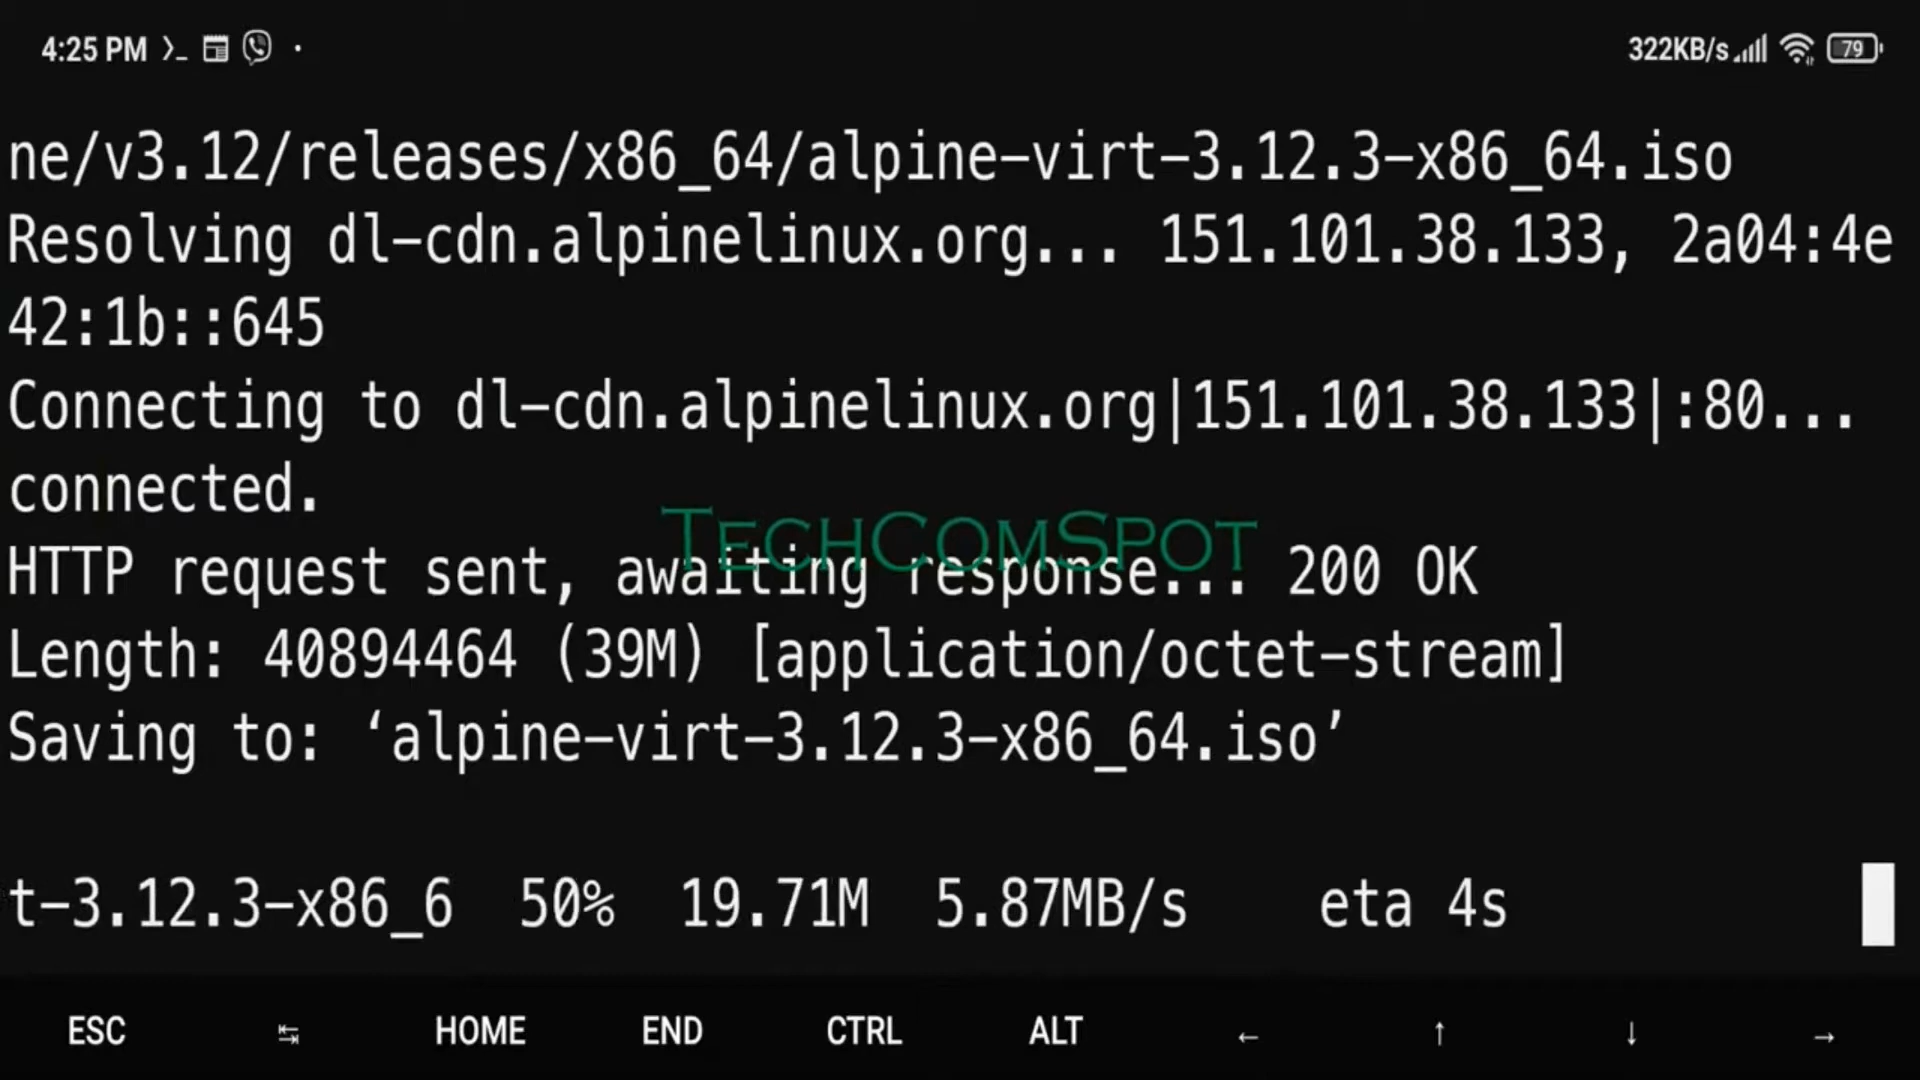 4:25 PM
322KB/s
79
ne/v3.12/releases/x86_64/alpine-virt-3.12.3-x86_64.iso
Resolving dl-cdn.alpinelinux.org... 151.101.38.133, 2a04:4e
42:1b::645
Connecting to dl-cdn.alpinelinux.org|151.101.38.133|:80...
connected.
TECHCOMSPOT
HTTP request sent, awaiting response... 200 OK
Length: 40894464 (39M) [application/octet-stream]
Saving to: ‘alpine-virt-3.12.3-x86_64.iso’
t-3.12.3-x86_6 50% 19.71M 5.87MB/s eta 4s
ESC ↹ HOME END CTRL ALT ← ↑ ↓ →